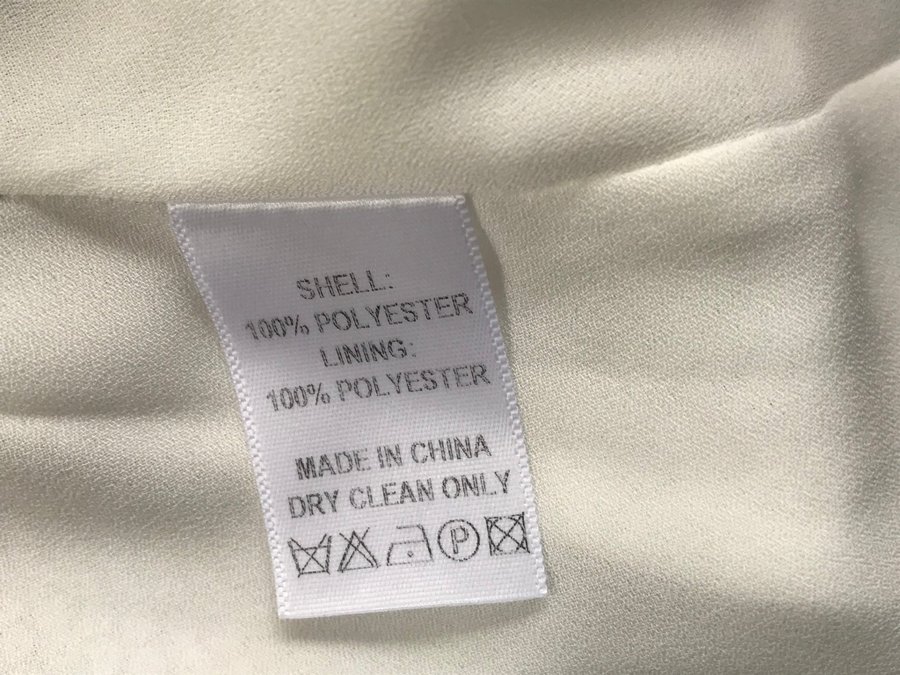 SHELL:
100% POLYESTER
LINING:
100% POLYESTER
MADE IN CHINA
DRY CLEAN ONLY
P